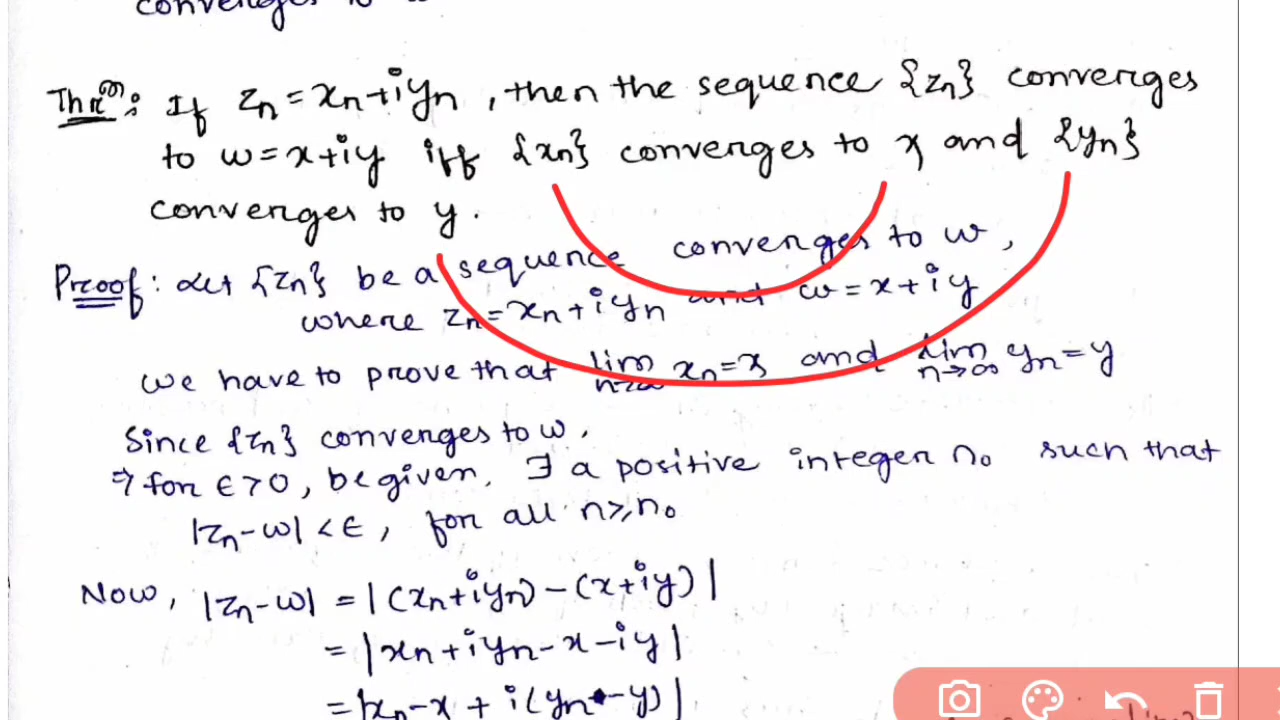 converges to
Thrm: If zn = xn + iyn, then the sequence {zn} converges
to w = x + iy iff {xn} converges to x and {yn}
converges to y.
Proof: Let {zn} be a sequence converges to w,
where zn = xn + iyn and w = x + iy
we have to prove that lim n→∞ xn = x and lim n→∞ yn = y
Since {zn} converges to w,
⇒ for ϵ > 0, be given, ∃ a positive integer n₀ such that
|zn - w| < ϵ, for all n ≥ n₀
Now, |zn - w| = |(xn + iyn) - (x + iy)|
= |xn + iyn - x - iy|
= |xn - x + i(yn - y)|